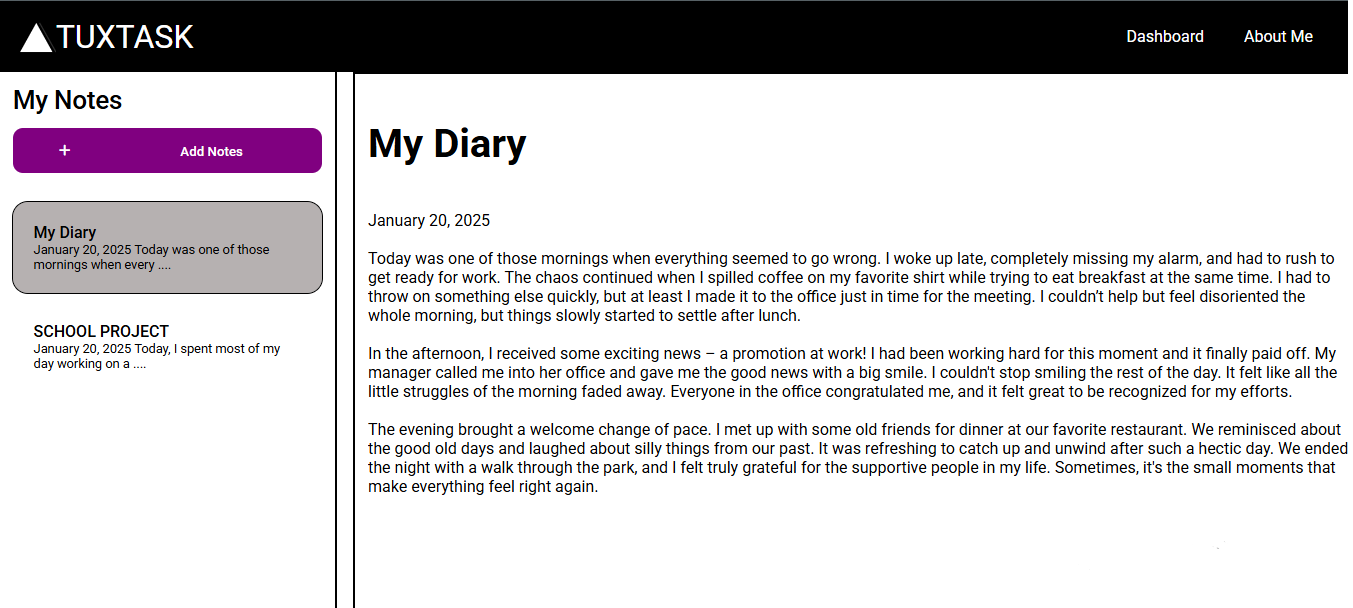 TUXTASK
Dashboard
About Me
My Notes
+ Add Notes
My Diary
January 20, 2025 Today was one of those
mornings when every ....
SCHOOL PROJECT
January 20, 2025 Today, I spent most of my
day working on a ....
My Diary
January 20, 2025
Today was one of those mornings when everything seemed to go wrong. I woke up late, completely missing my alarm, and had to rush to
get ready for work. The chaos continued when I spilled coffee on my favorite shirt while trying to eat breakfast at the same time. I had to
throw on something else quickly, but at least I made it to the office just in time for the meeting. I couldn’t help but feel disoriented the
whole morning, but things slowly started to settle after lunch.
In the afternoon, I received some exciting news – a promotion at work! I had been working hard for this moment and it finally paid off. My
manager called me into her office and gave me the good news with a big smile. I couldn't stop smiling the rest of the day. It felt like all the
little struggles of the morning faded away. Everyone in the office congratulated me, and it felt great to be recognized for my efforts.
The evening brought a welcome change of pace. I met up with some old friends for dinner at our favorite restaurant. We reminisced about
the good old days and laughed about silly things from our past. It was refreshing to catch up and unwind after such a hectic day. We ended
the night with a walk through the park, and I felt truly grateful for the supportive people in my life. Sometimes, it's the small moments that
make everything feel right again.